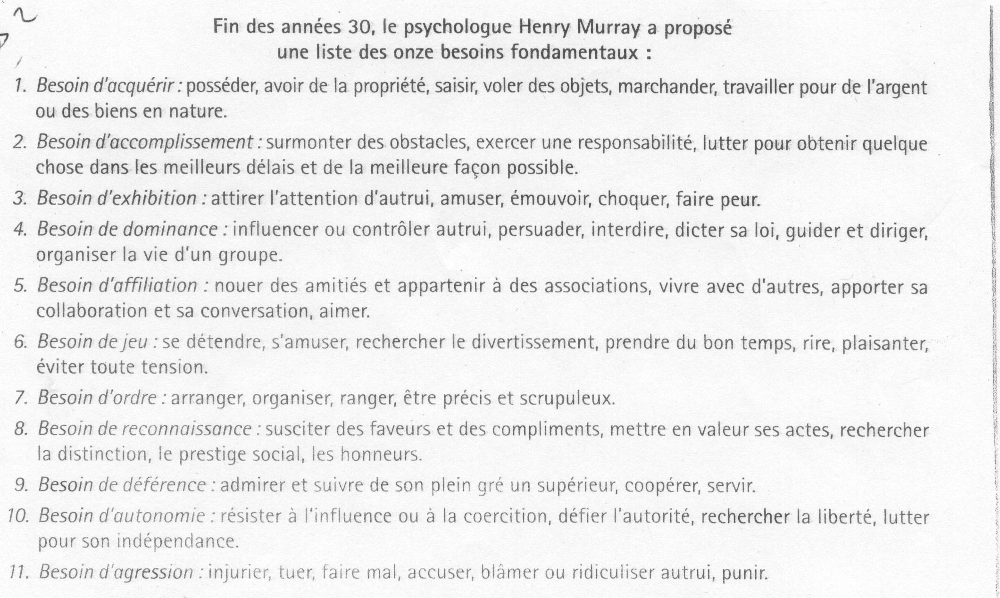 Fin des années 30, le psychologue Henry Murray a proposé
une liste des onze besoins fondamentaux :
1. Besoin d'acquérir : posséder, avoir de la propriété, saisir, voler des objets, marchander, travailler pour de l'argent
ou des biens en nature.
2. Besoin d'accomplissement : surmonter des obstacles, exercer une responsabilité, lutter pour obtenir quelque
chose dans les meilleurs délais et de la meilleure façon possible.
3. Besoin d'exhibition : attirer l'attention d'autrui, amuser, émouvoir, choquer, faire peur.
4. Besoin de dominance : influencer ou contrôler autrui, persuader, interdire, dicter sa loi, guider et diriger,
organiser la vie d'un groupe.
5. Besoin d'affiliation : nouer des amitiés et appartenir à des associations, vivre avec d'autres, apporter sa
collaboration et sa conversation, aimer.
6. Besoin de jeu : se détendre, s'amuser, rechercher le divertissement, prendre du bon temps, rire, plaisanter,
éviter toute tension.
7. Besoin d'ordre : arranger, organiser, ranger, être précis et scrupuleux.
8. Besoin de reconnaissance : susciter des faveurs et des compliments, mettre en valeur ses actes, rechercher
la distinction, le prestige social, les honneurs.
9. Besoin de déférence : admirer et suivre de son plein gré un supérieur, coopérer, servir.
10. Besoin d'autonomie : résister à l'influence ou à la coercition, défier l'autorité, rechercher la liberté, lutter
pour son indépendance.
11. Besoin d'agression : injurier, tuer, faire mal, accuser, blâmer ou ridiculiser autrui, punir.